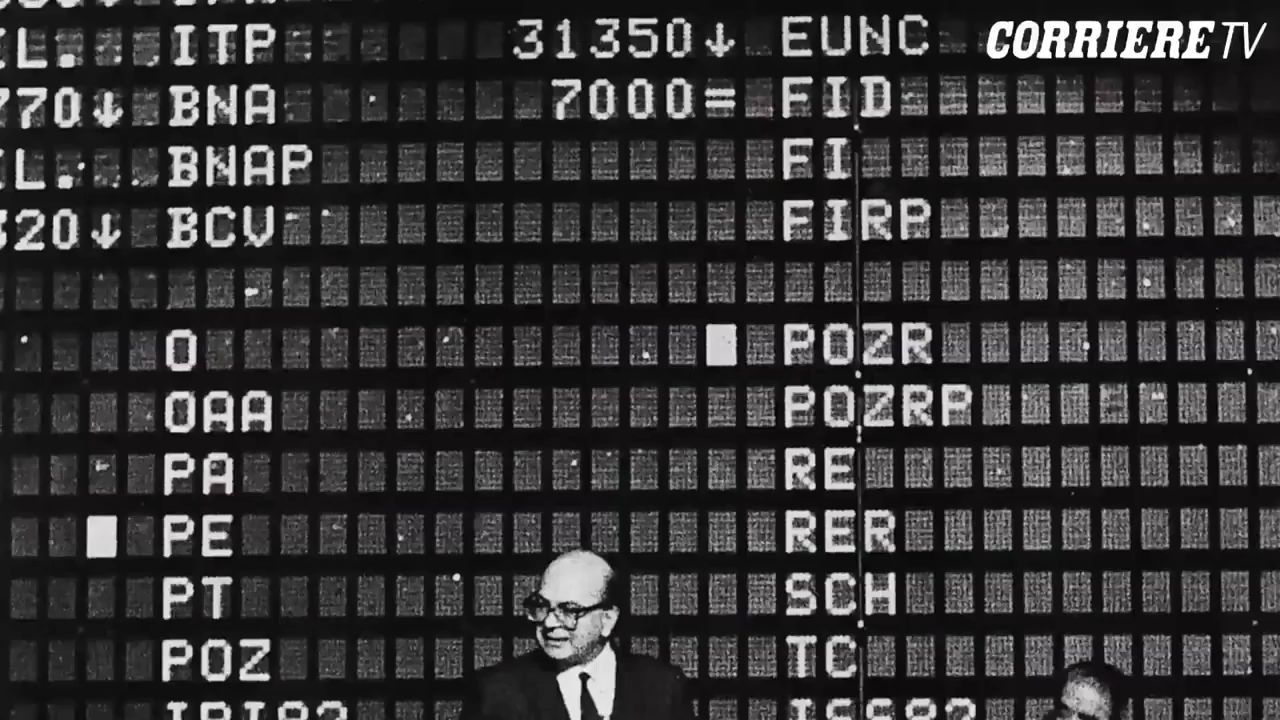 CORRIERE TV
L. ITP 31350↓ EUNC
770↓ BNA 7000= FID
L. BNAP FI
320↓ BCV FIRP
O POZR
OAA POZRP
PA RE
PE RER
PT SCH
POZ TC